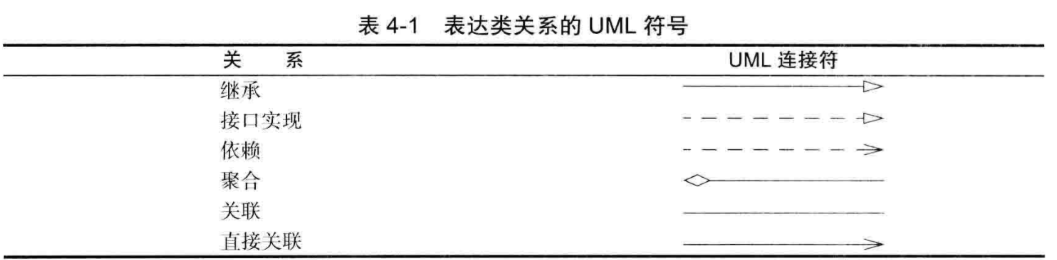 表 4-1 表达类关系的 UML 符号
关 系 UML 连接符
继承
接口实现
依赖
聚合
关联
直接关联